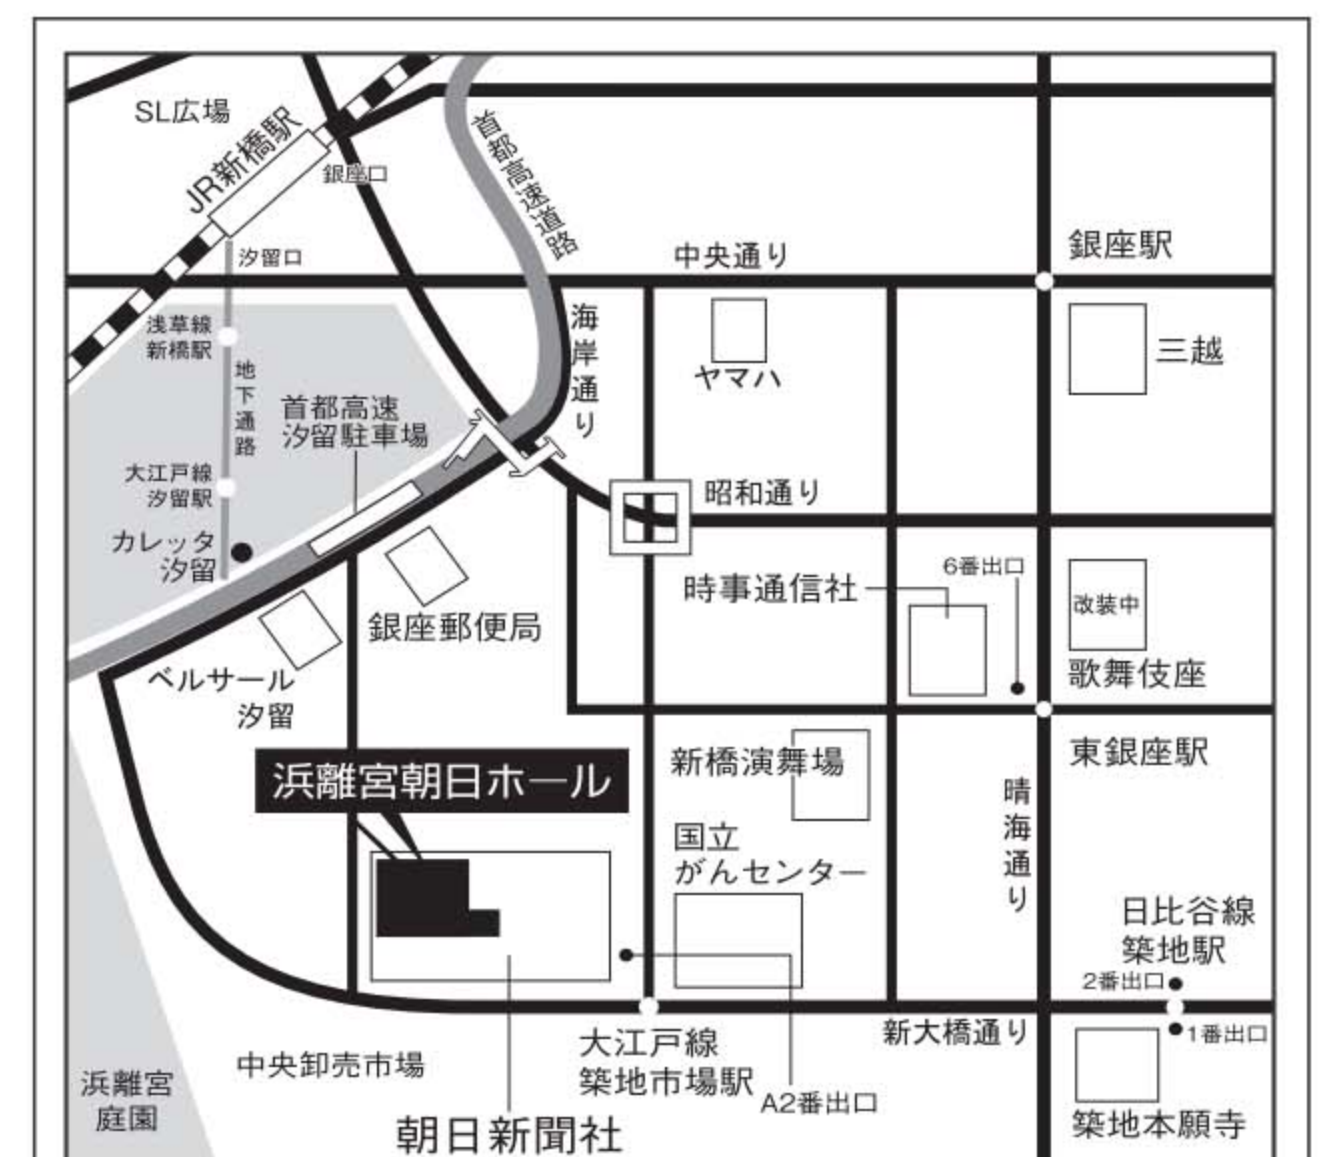 SL広場
JR新橋駅
銀座口
首都高速道路
汐留口
中央通り
銀座駅
浅草線
新橋駅
地下通路
海岸通り
ヤマハ
三越
首都高速
汐留駐車場
大江戸線
汐留駅
昭和通り
カレッタ
汐留
時事通信社
6番出口
改装中
銀座郵便局
歌舞伎座
ベルサール
汐留
東銀座駅
浜離宮朝日ホール
新橋演舞場
晴海通り
国立
がんセンター
日比谷線
築地駅
2番出口
新大橋通り
1番出口
大江戸線
築地市場駅
中央卸売市場
浜離宮
庭園
A2番出口
朝日新聞社
築地本願寺